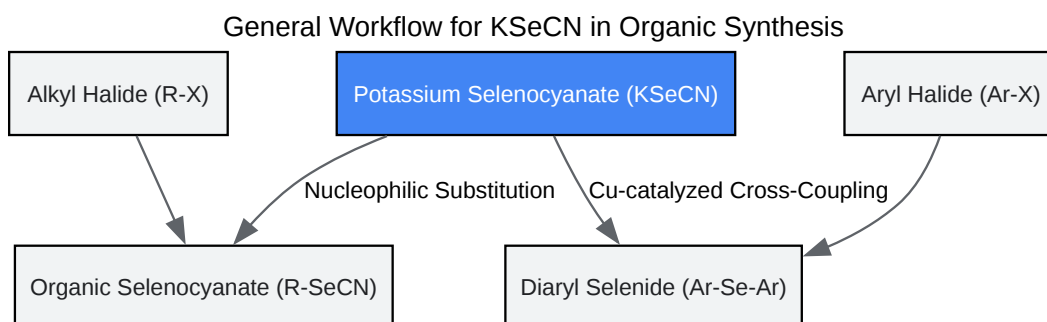 General Workflow for KSeCN in Organic Synthesis
Alkyl Halide (R-X)
Potassium Selenocyanate (KSeCN)
Aryl Halide (Ar-X)
Nucleophilic Substitution
Cu-catalyzed Cross-Coupling
Organic Selenocyanate (R-SeCN)
Diaryl Selenide (Ar-Se-Ar)